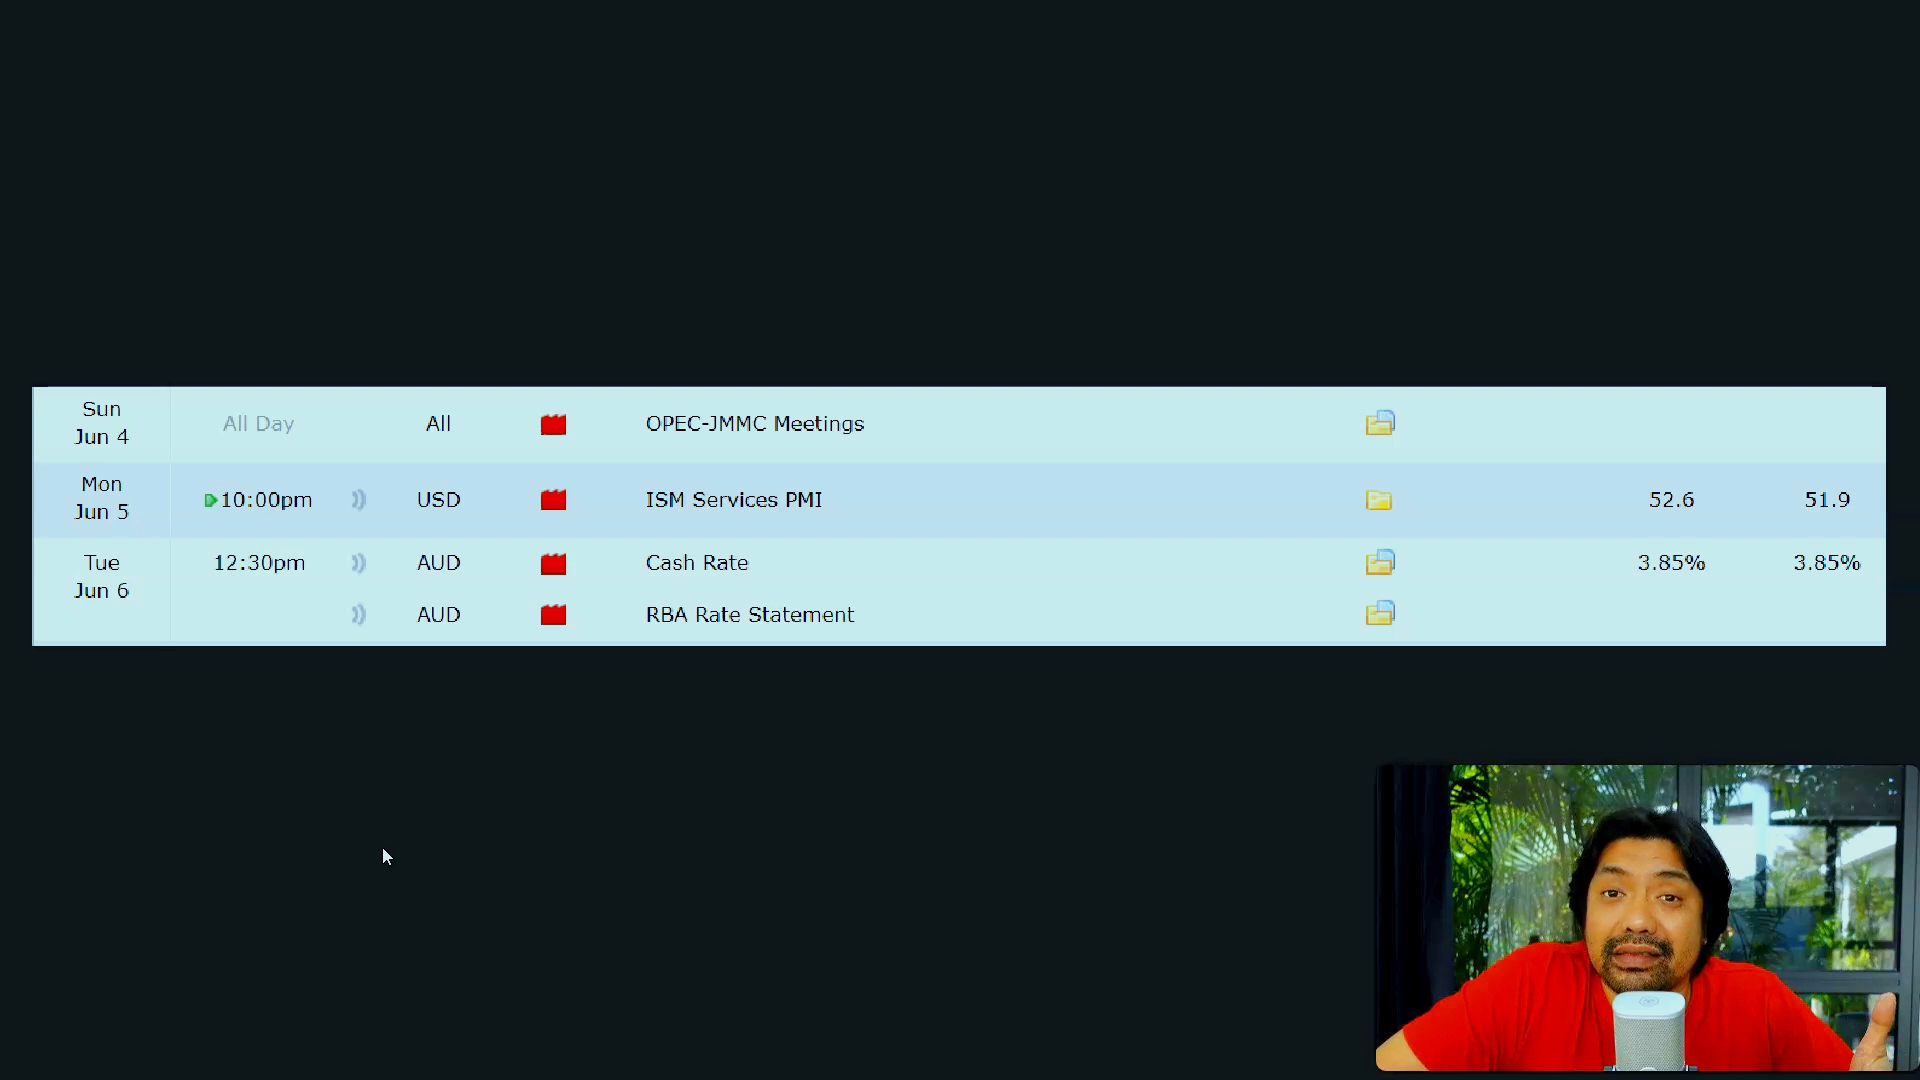 Sun
Jun 4
All Day All OPEC-JMMC Meetings
Mon
Jun 5
10:00pm USD ISM Services PMI 52.6 51.9
Tue
Jun 6
12:30pm AUD Cash Rate 3.85% 3.85%
AUD RBA Rate Statement